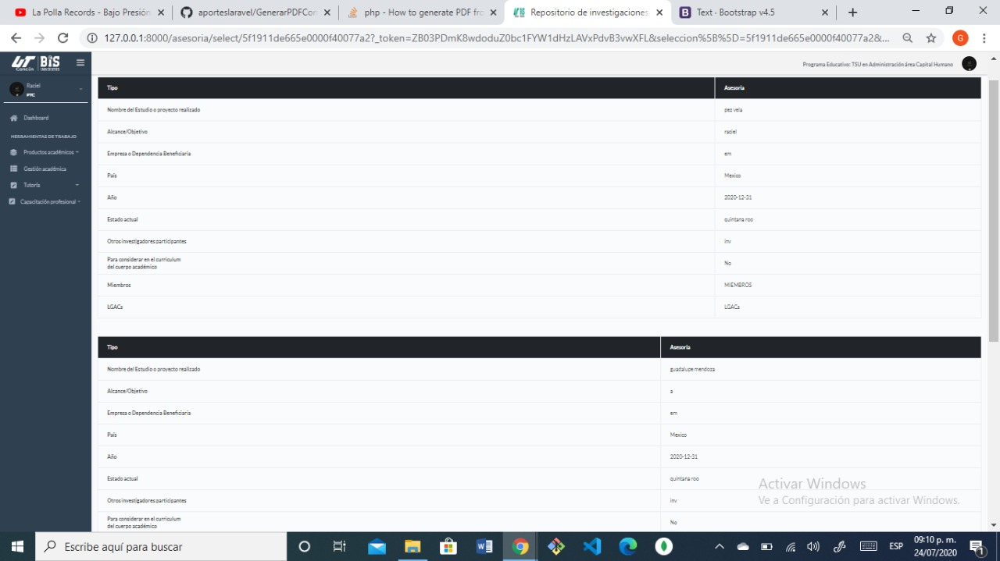 La Polla Records - Bajo Presión
aporteslaravel/GenerarPDFCon
php - How to generate PDF fro
Repositorio de investigaciones
Text · Bootstrap v4.5
127.0.0.1:8000/asesoria/select/5f1911de665e0000f40077a2?_token=ZB03PDmK8wdoduZ0bc1FYW1dHzLAVxPdvB3vwXFL&seleccion%5B%5D=5f1911de665e0000f40077a2&...
G
UT Cancún BIS
Programa Educativo: TSU en Administración área Capital Humano
Raciel
PTC
Dashboard
HERRAMIENTAS DE TRABAJO
Productos académicos
Gestión académica
Tutoría
Capacitación profesional
Tipo Asesoria
Nombre del Estudio o proyecto realizado pez vela
Alcance/Objetivo raciel
Empresa o Dependencia Beneficiaria em
País Mexico
Año 2020-12-31
Estado actual quintana roo
Otros investigadores participantes inv
Para considerar en el curriculum
del cuerpo académico No
Miembros MIEMBROS
LGACs LGACs
Tipo Asesoria
Nombre del Estudio o proyecto realizado guadalupe mendoza
Alcance/Objetivo a
Empresa o Dependencia Beneficiaria em
País Mexico
Año 2020-12-31
Estado actual quintana roo
Otros investigadores participantes inv
Para considerar en el curriculum
del cuerpo académico No
Activar Windows
Ve a Configuración para activar Windows.
Escribe aquí para buscar
ESP
09:10 p. m.
24/07/2020
1